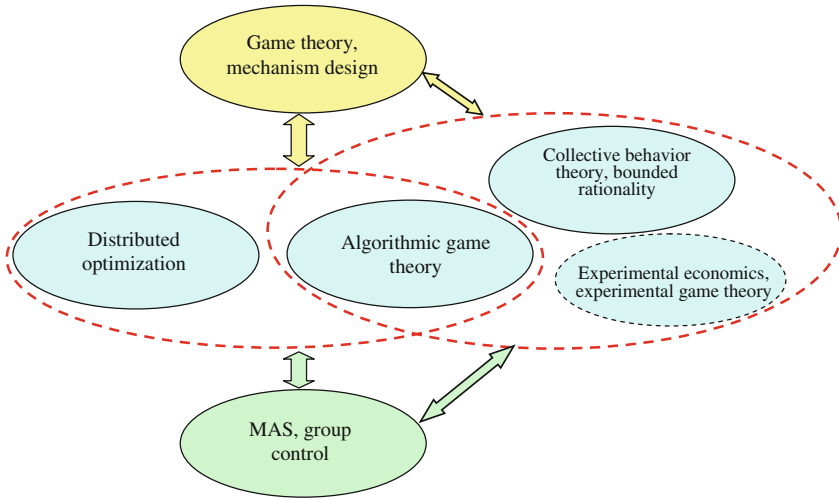 Game theory,
mechanism design
Collective behavior
theory, bounded
rationality
Distributed
optimization
Algorithmic game
theory
Experimental economics,
experimental game theory
MAS, group
control